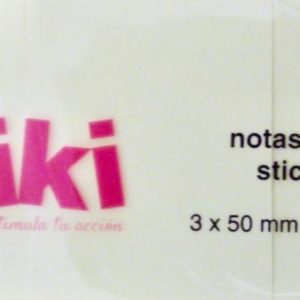 iki
timula tu acción
notas
stic
3 x 50 mm